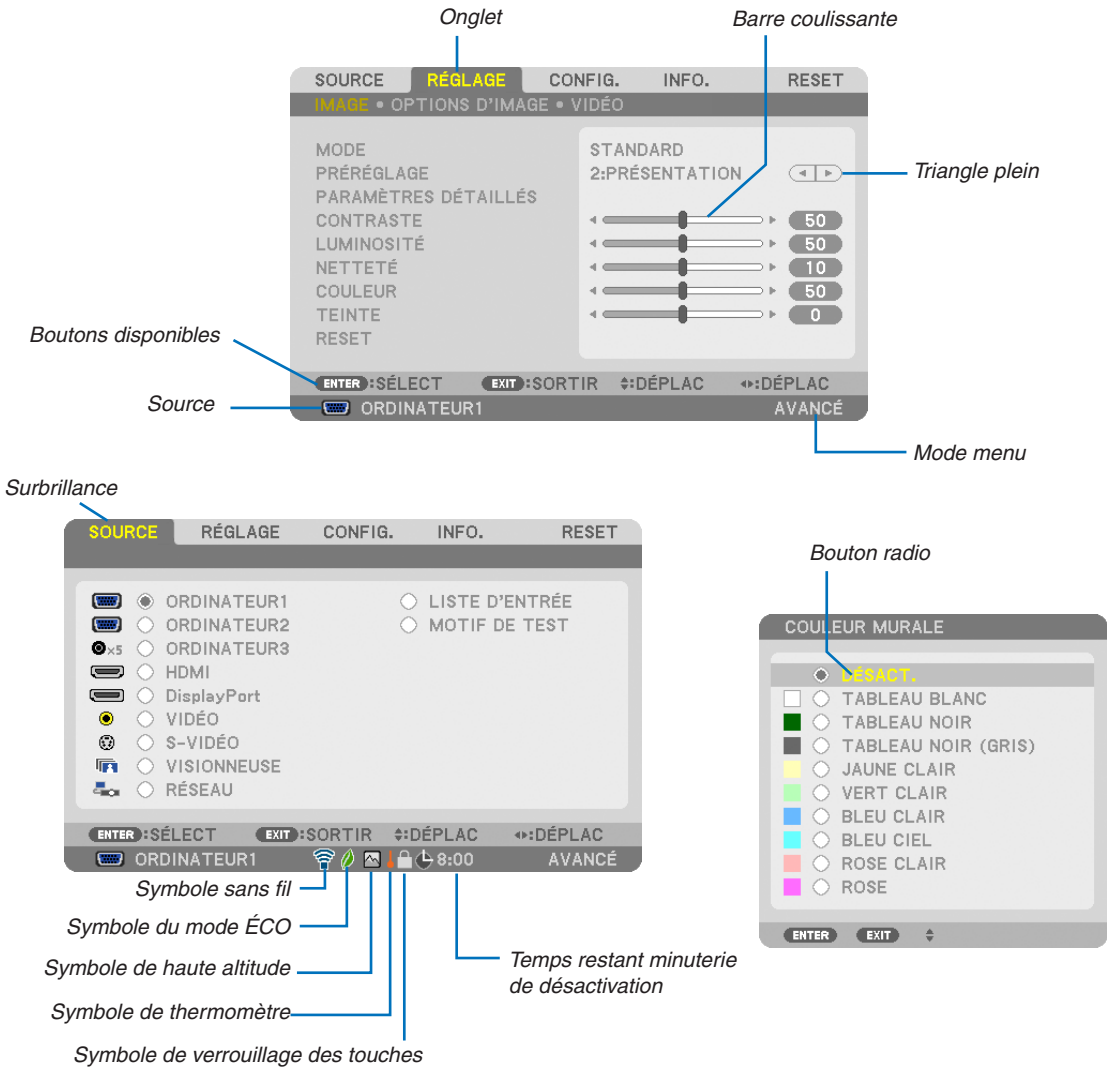 Onglet
Barre coulissante
SOURCE RÉGLAGE CONFIG. INFO. RESET
IMAGE • OPTIONS D'IMAGE • VIDÉO
MODE STANDARD
PRÉRÉGLAGE 2:PRÉSENTATION
Triangle plein
PARAMÈTRES DÉTAILLÉS
CONTRASTE 50
LUMINOSITÉ 50
NETTETÉ 10
COULEUR 50
TEINTE 0
RESET
Boutons disponibles
ENTER :SÉLECT EXIT :SORTIR :DÉPLAC :DÉPLAC
Source
ORDINATEUR1 AVANCÉ
Mode menu
Surbrillance
SOURCE RÉGLAGE CONFIG. INFO. RESET
ORDINATEUR1 LISTE D'ENTRÉE
ORDINATEUR2 MOTIF DE TEST
×5 ORDINATEUR3
HDMI
DisplayPort
VIDÉO
S-VIDÉO
VISIONNEUSE
RÉSEAU
ENTER :SÉLECT EXIT :SORTIR :DÉPLAC :DÉPLAC
ORDINATEUR1 8:00 AVANCÉ
Symbole sans fil
Symbole du mode ÉCO
Symbole de haute altitude
Symbole de thermomètre
Symbole de verrouillage des touches
Temps restant minuterie
de désactivation
Bouton radio
COULEUR MURALE
DÉSACT.
TABLEAU BLANC
TABLEAU NOIR
TABLEAU NOIR (GRIS)
JAUNE CLAIR
VERT CLAIR
BLEU CLAIR
BLEU CIEL
ROSE CLAIR
ROSE
ENTER EXIT